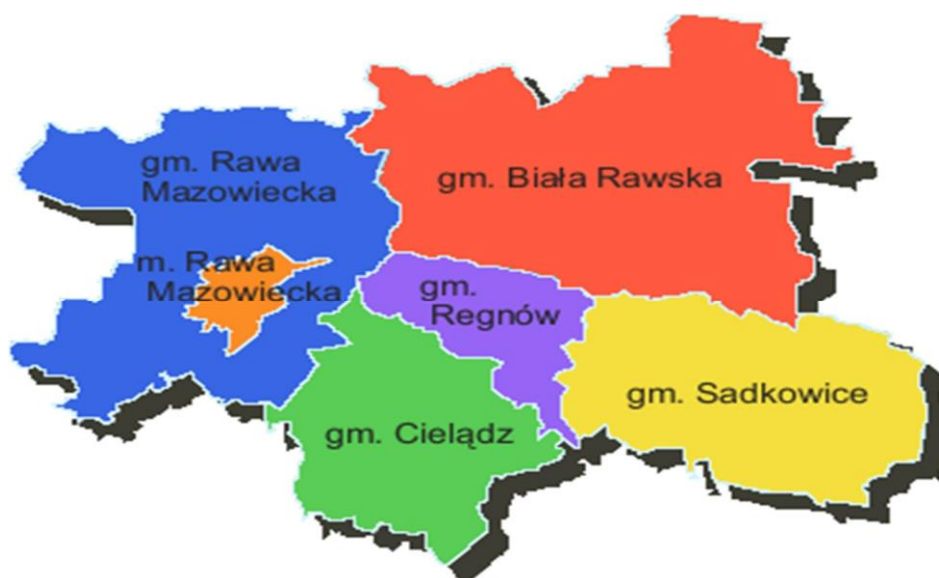 gm. Rawa
Mazowiecka
gm. Biała Rawska
m. Rawa
Mazowiecka
gm.
Regnów
gm. Sadkowice
gm. Cielądz